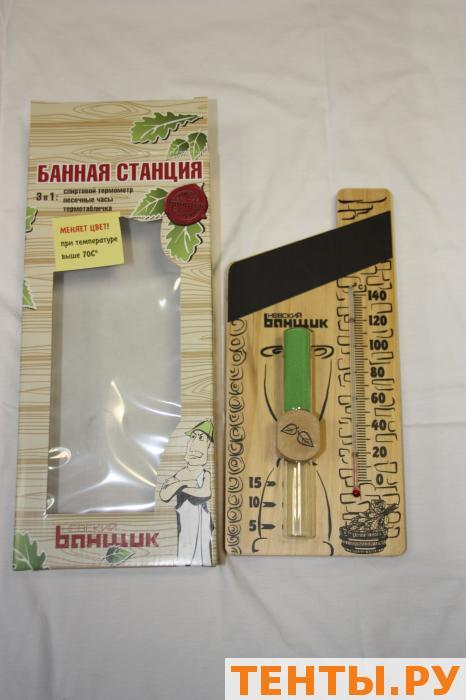 БАННАЯ СТАНЦИЯ
3 в 1:
спиртовой термометр
песочные часы
термотабличка
МЕНЯЕТ ЦВЕТ!
при температуре
выше 70С°
НЕВСКИЙ
банщик
НЕВСКИЙ
банщик
140
120
100
80
60
40
20
0
15
10
5
ТЕНТЫ.РУ